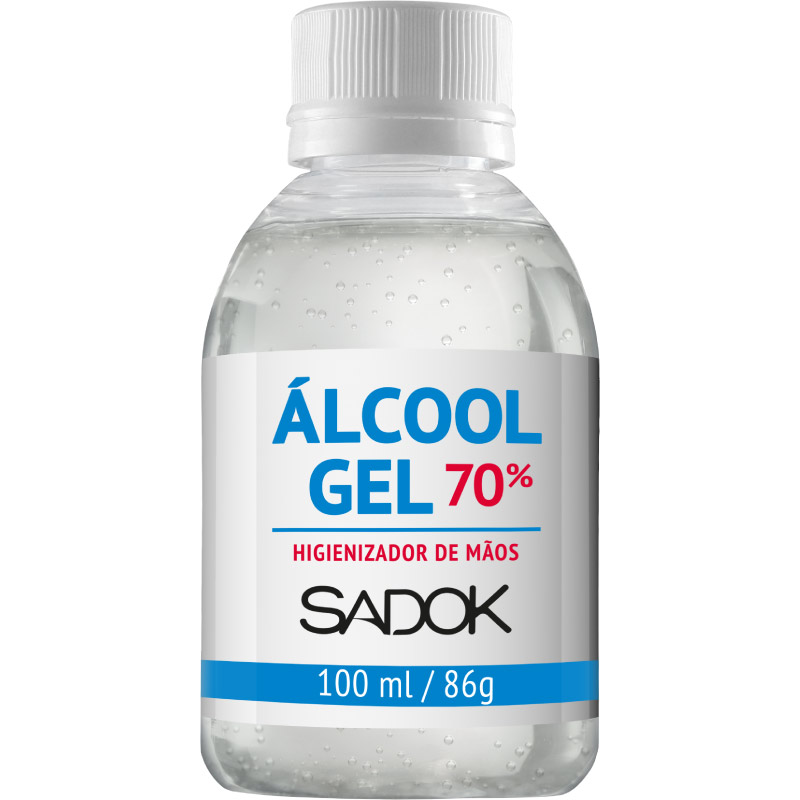 ÁLCOOL
GEL 70%
HIGIENIZADOR DE MÃOS
SADOK
100 ml / 86g